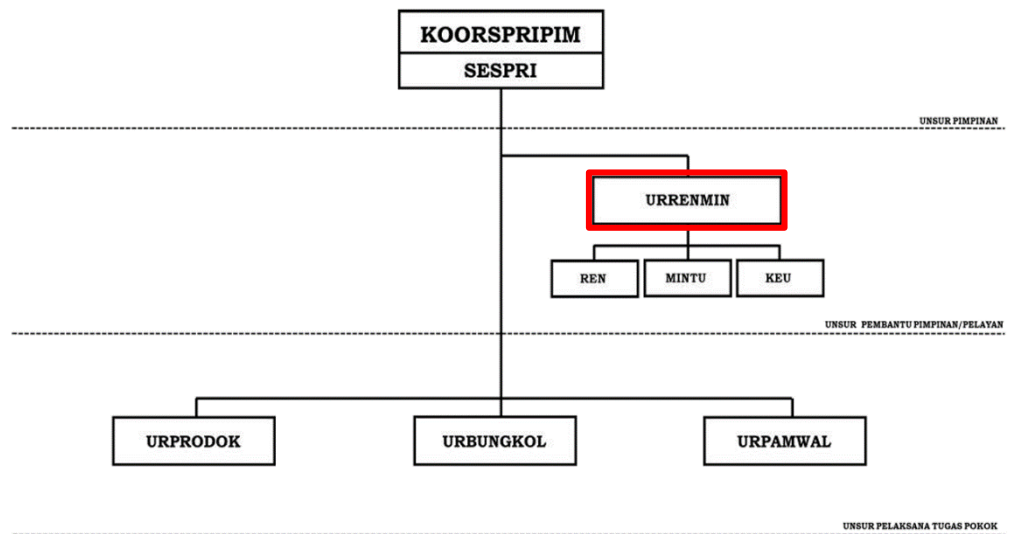 KOORSPRIPIM
SESPRI
UNSUR PIMPINAN
URRENMIN
REN
MINTU
KEU
UNSUR PEMBANTU PIMPINAN/PELAYAN
URPRODOK
URBUNGKOL
URPAMWAL
UNSUR PELAKSANA TUGAS POKOK